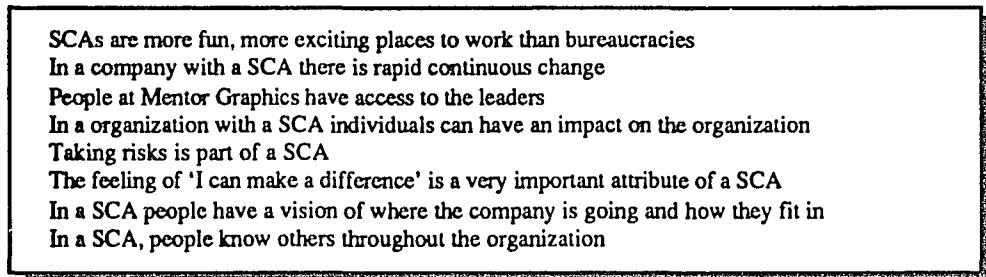 SCAs are more fun, more exciting places to work than bureaucracies
In a company with a SCA there is rapid continuous change
People at Mentor Graphics have access to the leaders
In a organization with a SCA individuals can have an impact on the organization
Taking risks is part of a SCA
The feeling of ‘I can make a difference’ is a very important attribute of a SCA
In a SCA people have a vision of where the company is going and how they fit in
In a SCA, people know others throughout the organization